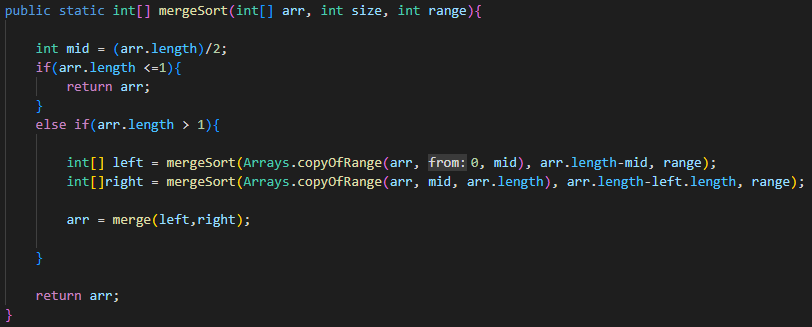 public static int[] mergeSort(int[] arr, int size, int range){
int mid = (arr.length)/2;
if(arr.length <=1){
return arr;
}
else if(arr.length > 1){
int[] left = mergeSort(Arrays.copyOfRange(arr, from: 0, mid), arr.length-mid, range);
int[]right = mergeSort(Arrays.copyOfRange(arr, mid, arr.length), arr.length-left.length, range);
arr = merge(left,right);
}
return arr;
}